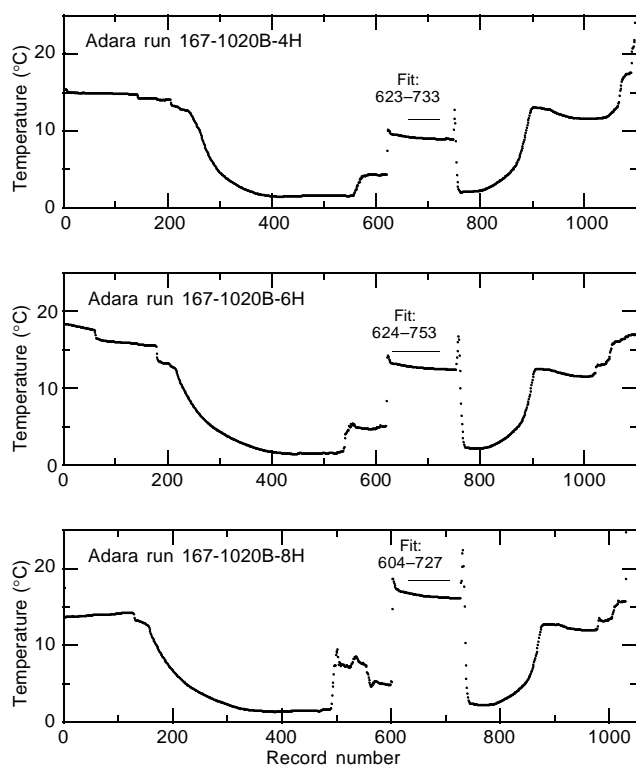 Adara run 167-1020B-4H
Fit:
623–733
Temperature (°C)
20
10
0
0 200 400 600 800 1000
Adara run 167-1020B-6H
Fit:
624–753
Temperature (°C)
20
10
0
0 200 400 600 800 1000
Adara run 167-1020B-8H
Fit:
604–727
Temperature (°C)
20
10
0
0 200 400 600 800 1000
Record number